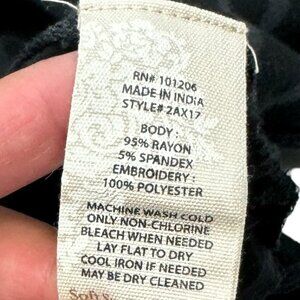 RN# 101206
MADE IN INDIA
STYLE# 2AX17
BODY:
95% RAYON
5% SPANDEX
EMBROIDERY:
100% POLYESTER
MACHINE WASH COLD
ONLY NON-CHLORINE
BLEACH WHEN NEEDED
LAY FLAT TO DRY
COOL IRON IF NEEDED
MAY BE DRY CLEANED
Soft